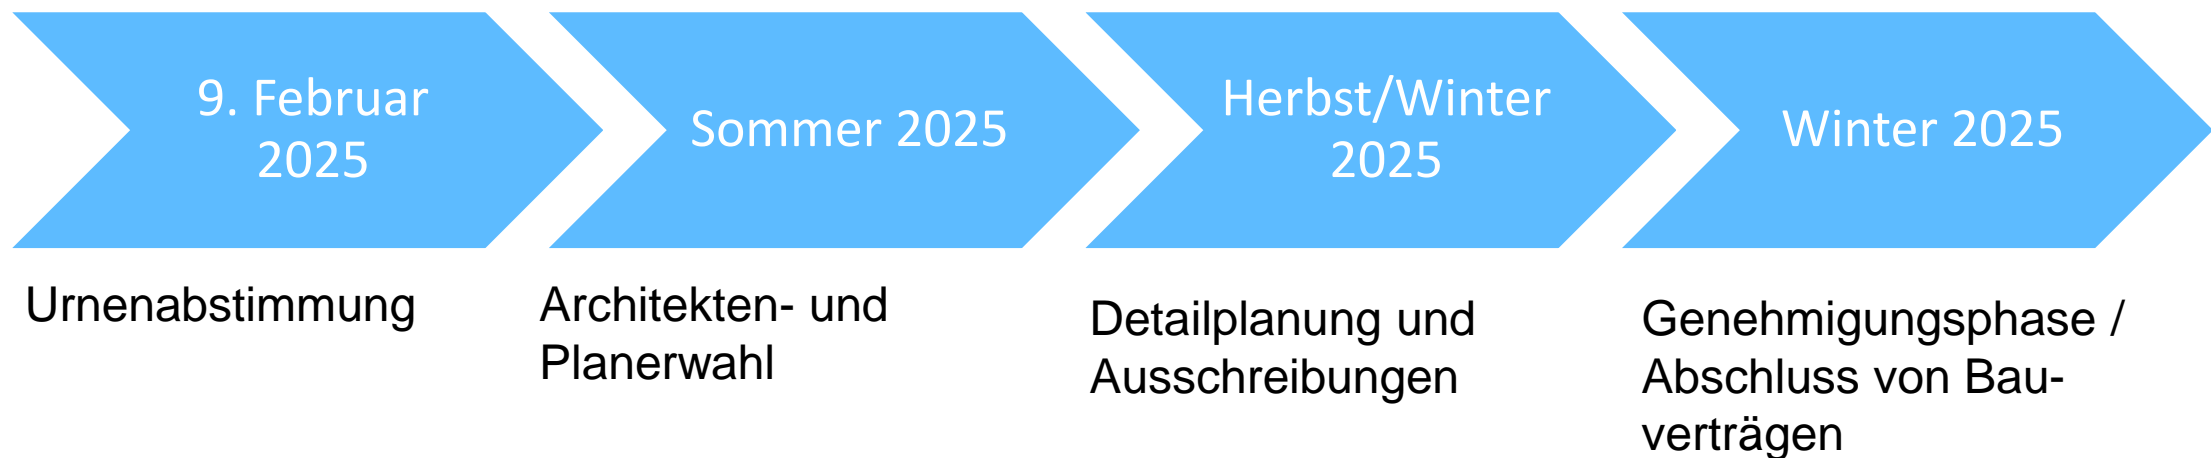 9. Februar
2025
Sommer 2025
Herbst/Winter
2025
Winter 2025
Urnenabstimmung
Architekten- und
Planerwahl
Detailplanung und
Ausschreibungen
Genehmigungsphase /
Abschluss von Bau-
verträgen